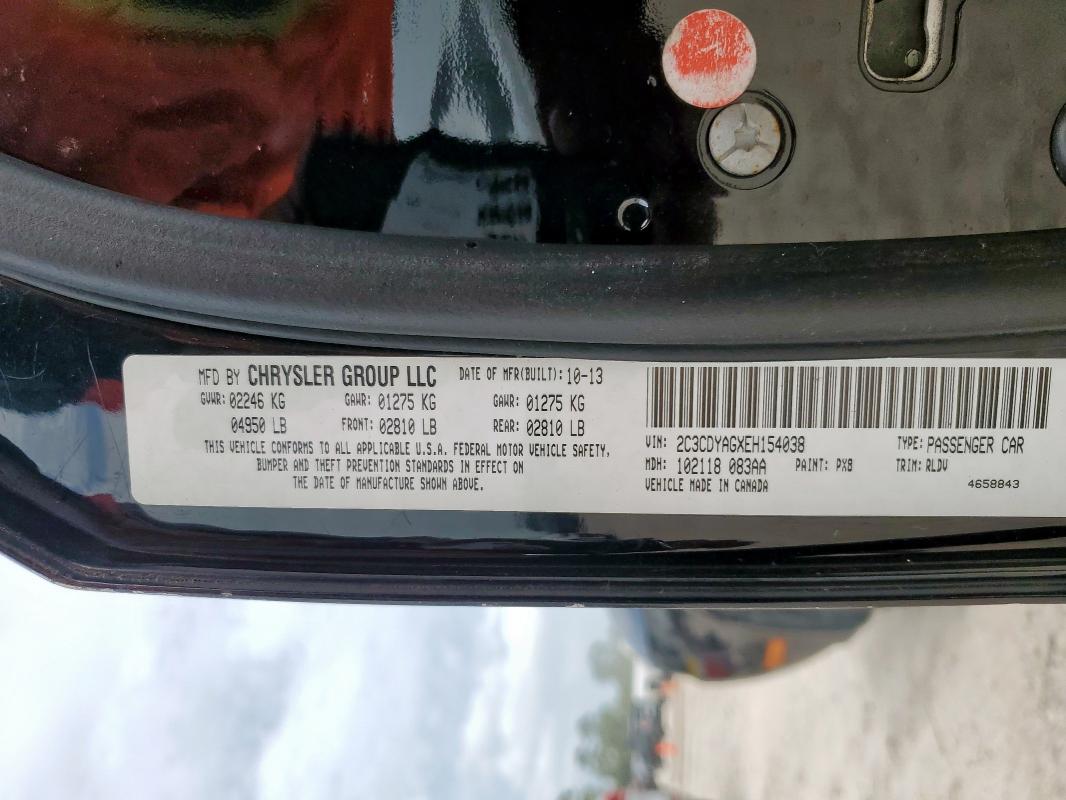 MFD BY CHRYSLER GROUP LLC DATE OF MFR(BUILT): 10-13
GVWR: 02246 KG GAWR: 01275 KG GAWR: 01275 KG
04950 LB FRONT: 02810 LB REAR: 02810 LB
THIS VEHICLE CONFORMS TO ALL APPLICABLE U.S.A. FEDERAL MOTOR VEHICLE SAFETY,
BUMPER AND THEFT PREVENTION STANDARDS IN EFFECT ON
THE DATE OF MANUFACTURE SHOWN ABOVE.
VIN: 2C3CDYAGXEH154038 TYPE: PASSENGER CAR
MDH: 102118 083AA PAINT: PX8 TRIM: RLDV
VEHICLE MADE IN CANADA 4658843